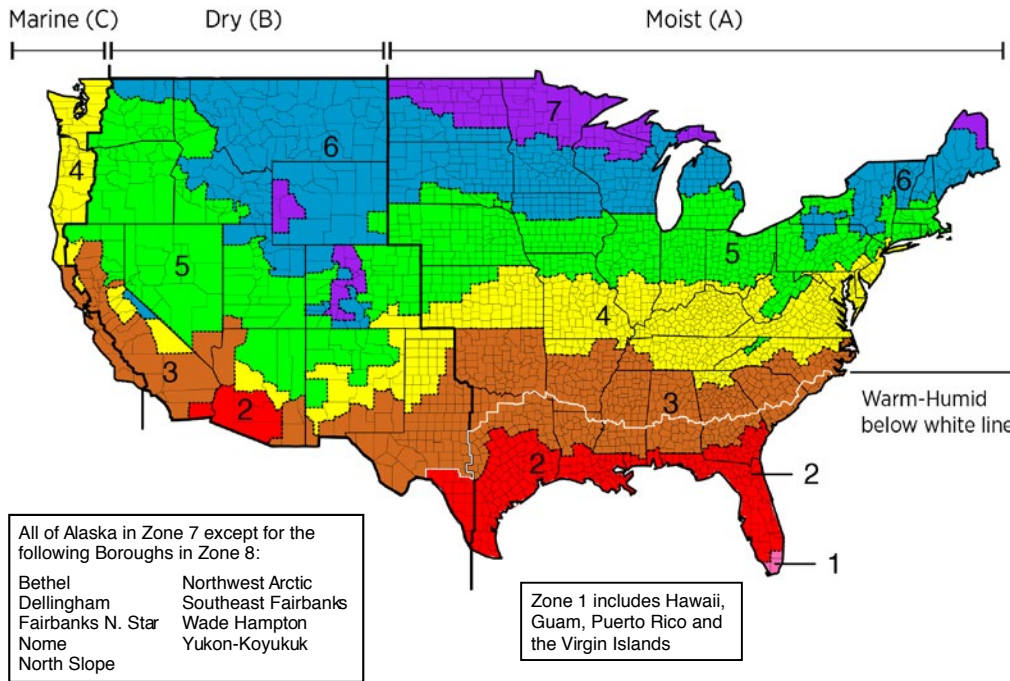 Marine (C) Dry (B) Moist (A)
7
6
4
6
5
5
4
3
3
2
Warm-Humid
below white line
2
2
1
All of Alaska in Zone 7 except for the
following Boroughs in Zone 8:
Bethel Northwest Arctic
Dellingham Southeast Fairbanks
Fairbanks N. Star Wade Hampton
Nome Yukon-Koyukuk
North Slope
Zone 1 includes Hawaii,
Guam, Puerto Rico and
the Virgin Islands